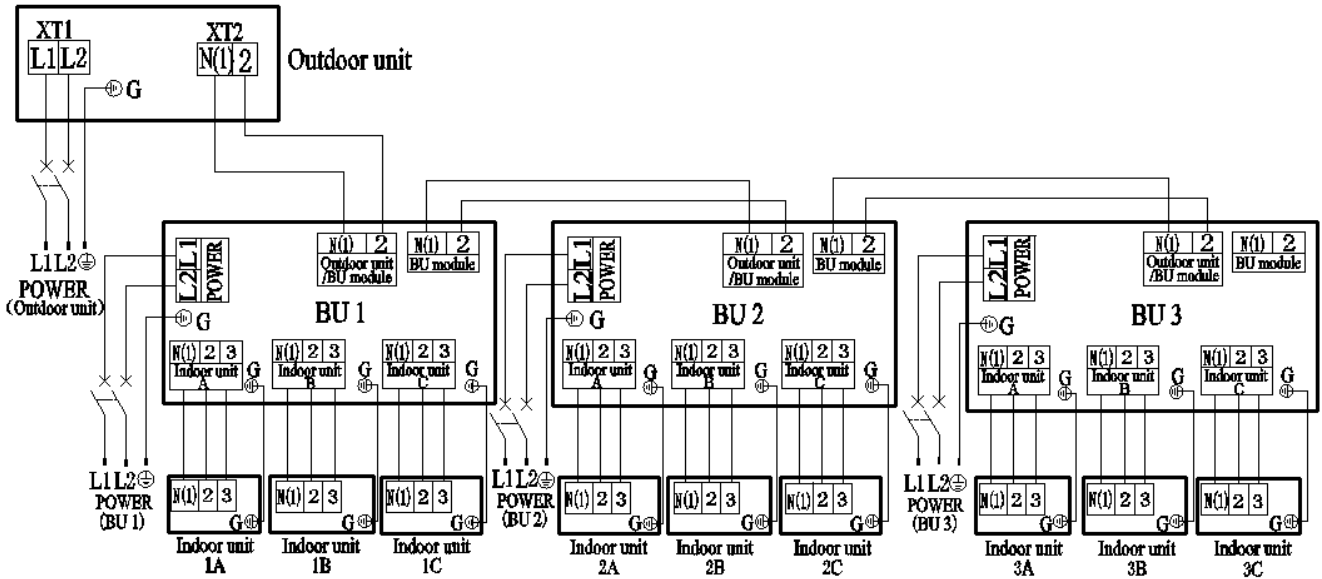 XT1
L1 L2
XT2
N(1) 2
Outdoor unit
G
L1 L2
POWER
(Outdoor unit)
L2 L1
POWER
G
N(1) 2
Outdoor unit
/BU module
N(1) 2
BU module
BU 1
N(1) 2 3
Indoor unit
A
G
N(1) 2 3
Indoor unit
B
G
N(1) 2 3
Indoor unit
C
G
L1 L2
POWER
(BU 1)
N(1) 2 3
G
Indoor unit
1A
N(1) 2 3
G
Indoor unit
1B
N(1) 2 3
G
Indoor unit
1C
L2 L1
POWER
G
N(1) 2
Outdoor unit
/BU module
N(1) 2
BU module
BU 2
N(1) 2 3
Indoor unit
A
G
N(1) 2 3
Indoor unit
B
G
N(1) 2 3
Indoor unit
C
G
L1 L2
POWER
(BU 2)
N(1) 2 3
G
Indoor unit
2A
N(1) 2 3
G
Indoor unit
2B
N(1) 2 3
G
Indoor unit
2C
L2 L1
POWER
G
N(1) 2
Outdoor unit
/BU module
N(1) 2
BU module
BU 3
N(1) 2 3
Indoor unit
A
G
N(1) 2 3
Indoor unit
B
G
N(1) 2 3
Indoor unit
C
G
L1 L2
POWER
(BU 3)
N(1) 2 3
G
Indoor unit
3A
N(1) 2 3
G
Indoor unit
3B
N(1) 2 3
G
Indoor unit
3C